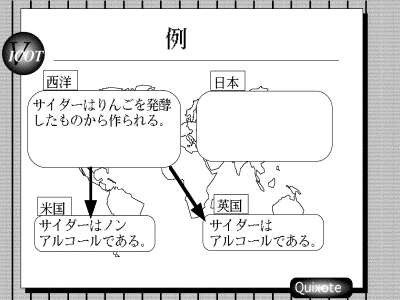 例
VICOT
西洋
サイダーはりんごを発酵
したものから作られる。
日本
米国
サイダーはノン
アルコールである。
英国
サイダーは
アルコールである。
Quixote